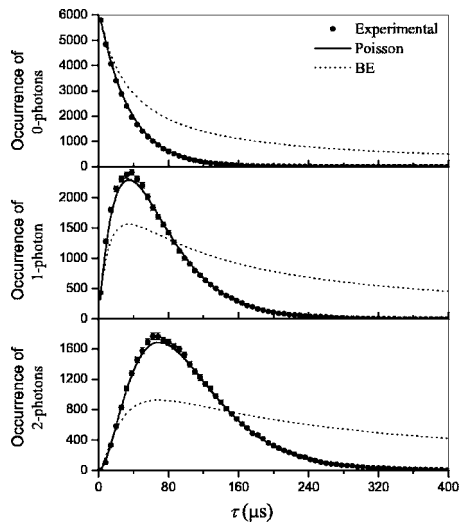 6000
5000
4000
3000
2000
1000
0
Occurrence of
0-photons
Experimental
Poisson
BE
2000
1500
1000
500
0
Occurrence of
1-photon
1600
1200
800
400
0
Occurrence of
2-photons
0 80 160 240 320 400
τ (μs)